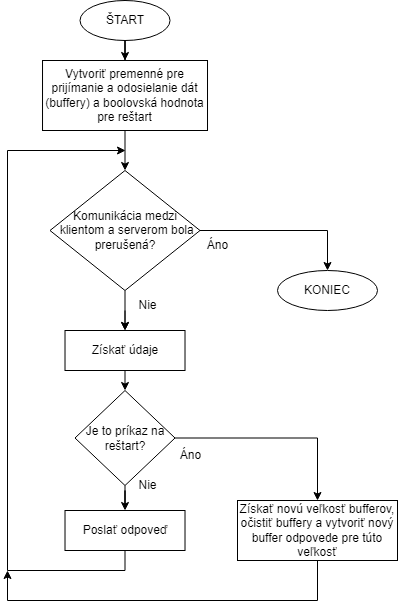 ŠTART
Vytvoriť premenné pre
prijímanie a odosielanie dát
(buffery) a boolovská hodnota
pre reštart
Komunikácia medzi
klientom a serverom bola
prerušená?
Áno
KONIEC
Nie
Získať údaje
Je to príkaz na
reštart?
Áno
Nie
Poslať odpoveď
Získať novú veľkosť bufferov,
očistiť buffery a vytvoriť nový
buffer odpovede pre túto
veľkosť